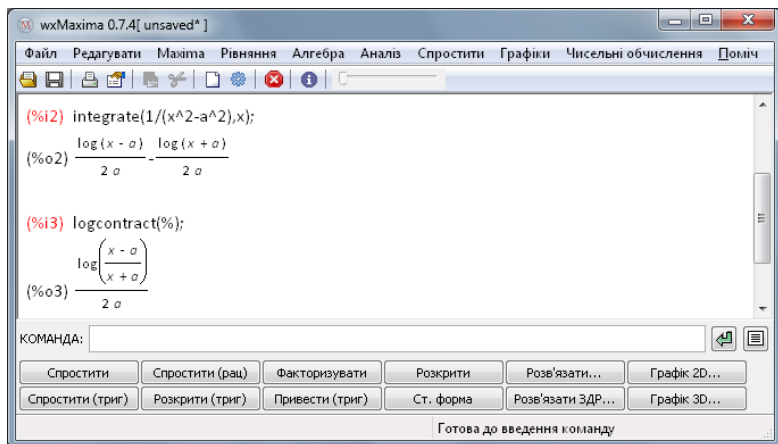 wxMaxima 0.7.4[ unsaved* ]
Файл Редагувати Maxima Рівняння Алгебра Аналіз Спростити Графіки Чисельні обчислення Поміч
(%i2) integrate(1/(x^2-a^2),x);
(%o2) log(x - a)/2 a - log(x + a)/2 a
(%i3) logcontract(%);
(%o3) log((x - a)/(x + a))/2 a
КОМАНДА:
Спростити Спростити (рац) Факторизувати Розкрити Розв'язати... Графік 2D...
Спростити (триг) Розкрити (триг) Привести (триг) Ст. форма Розв'язати ЗДР... Графік 3D...
Готова до введення команду